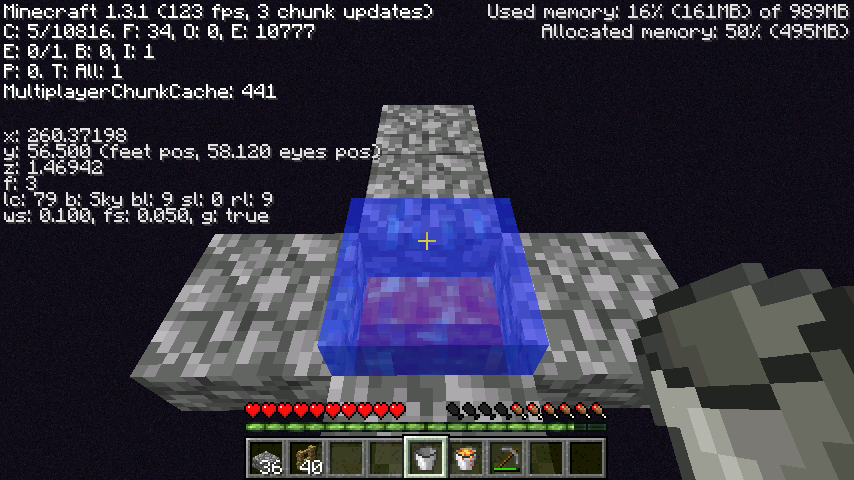 Minecraft 1.3.1 (123 fps, 3 chunk updates)
C: 5/10816. F: 34, O: 0, E: 10777
E: 0/1. B: 0, I: 1
P: 0. T: All: 1
MultiplayerChunkCache: 441
Used memory: 16% (161MB) of 989MB
Allocated memory: 50% (495MB)
x: 260.37198
y: 56.500 (feet pos, 58.120 eyes pos)
z: 1.46942
f: 3
lc: 79 b: Sky bl: 9 sl: 0 rl: 9
ws: 0.100, fs: 0.050, g: true
36
40